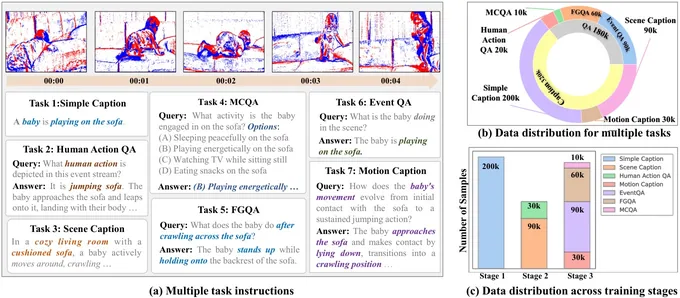 00:00
00:01
00:02
00:03
00:04
Task 1:Simple Caption
A baby is playing on the sofa.
Task 2: Human Action QA
Query: What human action is
depicted in this event stream?
Answer: It is jumping sofa. The
baby approaches the sofa and leaps
onto it, landing with their body …
Task 3: Scene Caption
In a cozy living room with a
cushioned sofa, a baby actively
moves around, crawling …
Task 4: MCQA
Query: What activity is the baby
engaged in on the sofa? Options:
(A) Sleeping peacefully on the sofa
(B) Playing energetically on the sofa
(C) Watching TV while sitting still
(D) Eating snacks on the sofa
Answer: (B) Playing energetically …
Task 5: FGQA
Query: What does the baby do after
crawling across the sofa?
Answer: The baby stands up while
holding onto the backrest of the sofa.
Task 6: Event QA
Query: What is the baby doing
in the scene?
Answer: The baby is playing
on the sofa.
Task 7: Motion Caption
Query: How does the baby's
movement evolve from initial
contact with the sofa to a
sustained jumping action?
Answer: The baby approaches
the sofa and makes contact by
lying down, transitions into a
crawling position …
(a) Multiple task instructions
MCQA 10k
FGQA 60k
Event QA 90k
Scene Caption
90k
Human
Action
QA 20k
QA 180k
Simple
Caption 200k
Caption 320k
Motion Caption 30k
(b) Data distribution for multiple tasks
Number of Samples
200k
30k
90k
10k
60k
90k
30k
Stage 1
Stage 2
Stage 3
Simple Caption
Scene Caption
Human Action QA
Motion Caption
EventQA
FGQA
MCQA
(c) Data distribution across training stages